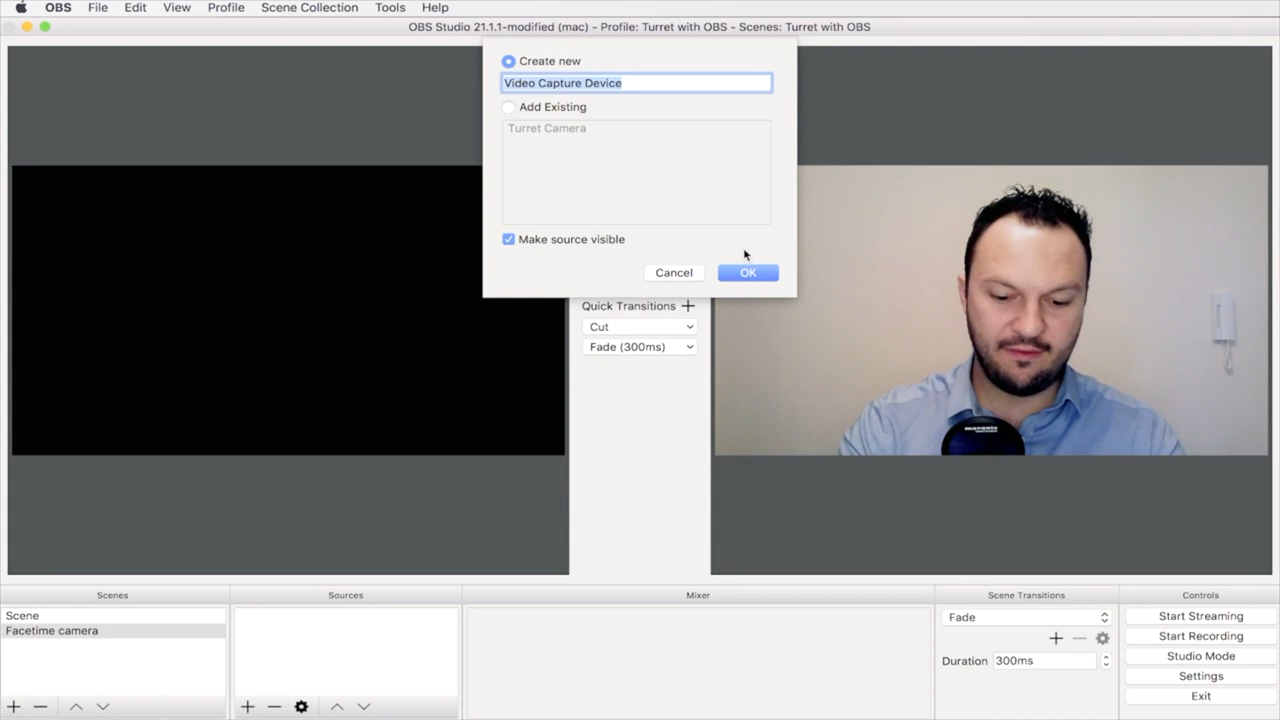 OBS File Edit View Profile Scene Collection Tools Help
OBS Studio 21.1.1-modified (mac) - Profile: Turret with OBS - Scenes: Turret with OBS
Create new
Video Capture Device
Add Existing
Turret Camera
Make source visible
Cancel OK
Quick Transitions
Cut
Fade (300ms)
marantz
Scenes
Scene
Facetime camera
Sources
Mixer
Scene Transitions
Fade
Duration 300ms
Controls
Start Streaming
Start Recording
Studio Mode
Settings
Exit